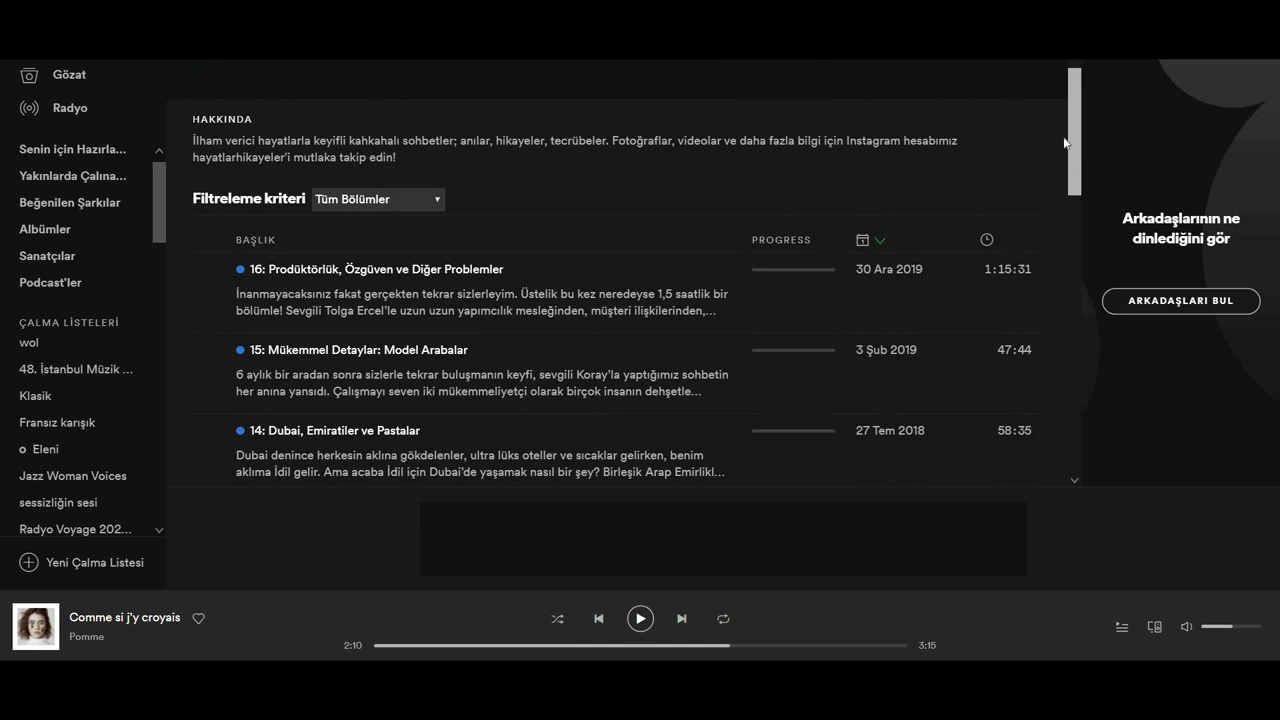 Gözat
Radyo
Senin için Hazırla...
Yakınlarda Çalına...
Beğenilen Şarkılar
Albümler
Sanatçılar
Podcast'ler
ÇALMA LİSTELERİ
wol
48. İstanbul Müzik ...
Klasik
Fransız karışık
Eleni
Jazz Woman Voices
sessizliğin sesi
Radyo Voyage 202...
Yeni Çalma Listesi
HAKKINDA
İlham verici hayatlarla keyifli kahkahalı sohbetler; anılar, hikayeler, tecrübeler. Fotoğraflar, videolar ve daha fazla bilgi için Instagram hesabımız
hayatlarhikayeler'i mutlaka takip edin!
Filtreleme kriteri Tüm Bölümler
BAŞLIK PROGRESS
16: Prodüktörlük, Özgüven ve Diğer Problemler 30 Ara 2019 1:15:31
İnanmayacaksınız fakat gerçekten tekrar sizlerleyim. Üstelik bu kez neredeyse 1,5 saatlik bir
bölümle! Sevgili Tolga Ercel'le uzun uzun yapımcılık mesleğinden, müşteri ilişkilerinden,...
15: Mükemmel Detaylar: Model Arabalar 3 Şub 2019 47:44
6 aylık bir aradan sonra sizlerle tekrar buluşmanın keyfi, sevgili Koray'la yaptığımız sohbetin
her anına yansıdı. Çalışmayı seven iki mükemmeliyetçi olarak birçok insanın dehşetle...
14: Dubai, Emiratiler ve Pastalar 27 Tem 2018 58:35
Dubai denince herkesin aklına gökdelenler, ultra lüks oteller ve sıcaklar gelirken, benim
aklıma İdil gelir. Ama acaba İdil için Dubai'de yaşamak nasıl bir şey? Birleşik Arap Emirlikl...
Arkadaşlarının ne
dinlediğini gör
ARKADAŞLARI BUL
Comme si j'y croyais
Pomme
2:10 3:15